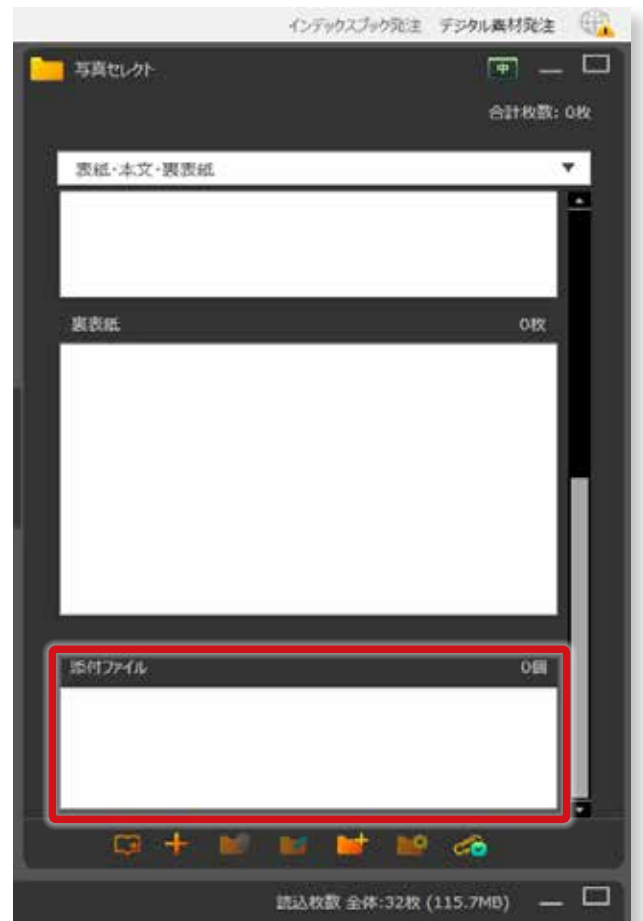 インデックスブック発注 デジタル素材発注
写真セレクト 中
合計枚数: 0枚
表紙・本文・裏表紙
裏表紙 0枚
添付ファイル 0個
読込枚数 全体:32枚 (115.7MB)